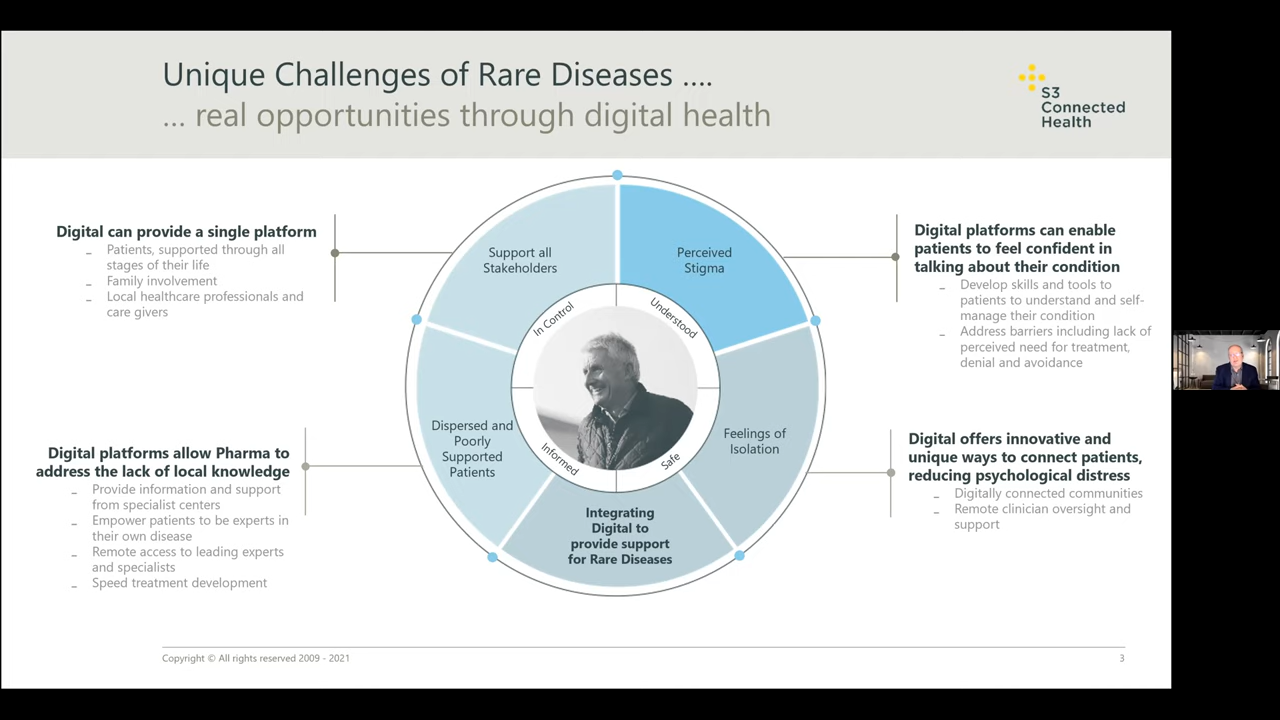 Unique Challenges of Rare Diseases ....
... real opportunities through digital health
S3
Connected
Health
Digital can provide a single platform
_ Patients, supported through all
stages of their life
_ Family involvement
_ Local healthcare professionals and
care givers
Digital platforms allow Pharma to
address the lack of local knowledge
_ Provide information and support
from specialist centers
_ Empower patients to be experts in
their own disease
_ Remote access to leading experts
and specialists
_ Speed treatment development
Support all
Stakeholders
Perceived
Stigma
In Control
Understood
Dispersed and
Poorly
Supported
Patients
Feelings of
Isolation
Informed
Safe
Integrating
Digital to
provide support
for Rare Diseases
Digital platforms can enable
patients to feel confident in
talking about their condition
_ Develop skills and tools to
patients to understand and self-
manage their condition
_ Address barriers including lack of
perceived need for treatment,
denial and avoidance
Digital offers innovative and
unique ways to connect patients,
reducing psychological distress
_ Digitally connected communities
_ Remote clinician oversight and
support
Copyright © All rights reserved 2009 - 2021
3